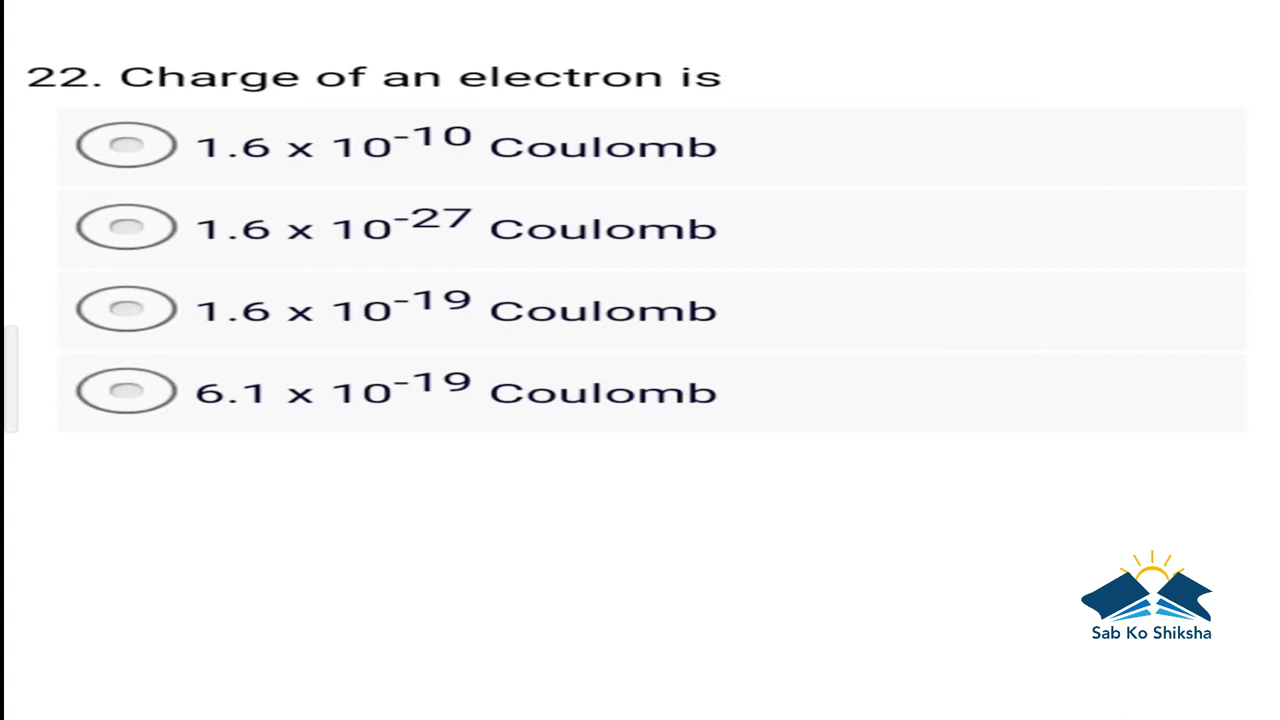 22. Charge of an electron is
1.6 x 10⁻¹⁰ Coulomb
1.6 x 10⁻²⁷ Coulomb
1.6 x 10⁻¹⁹ Coulomb
6.1 x 10⁻¹⁹ Coulomb
Sab Ko Shiksha